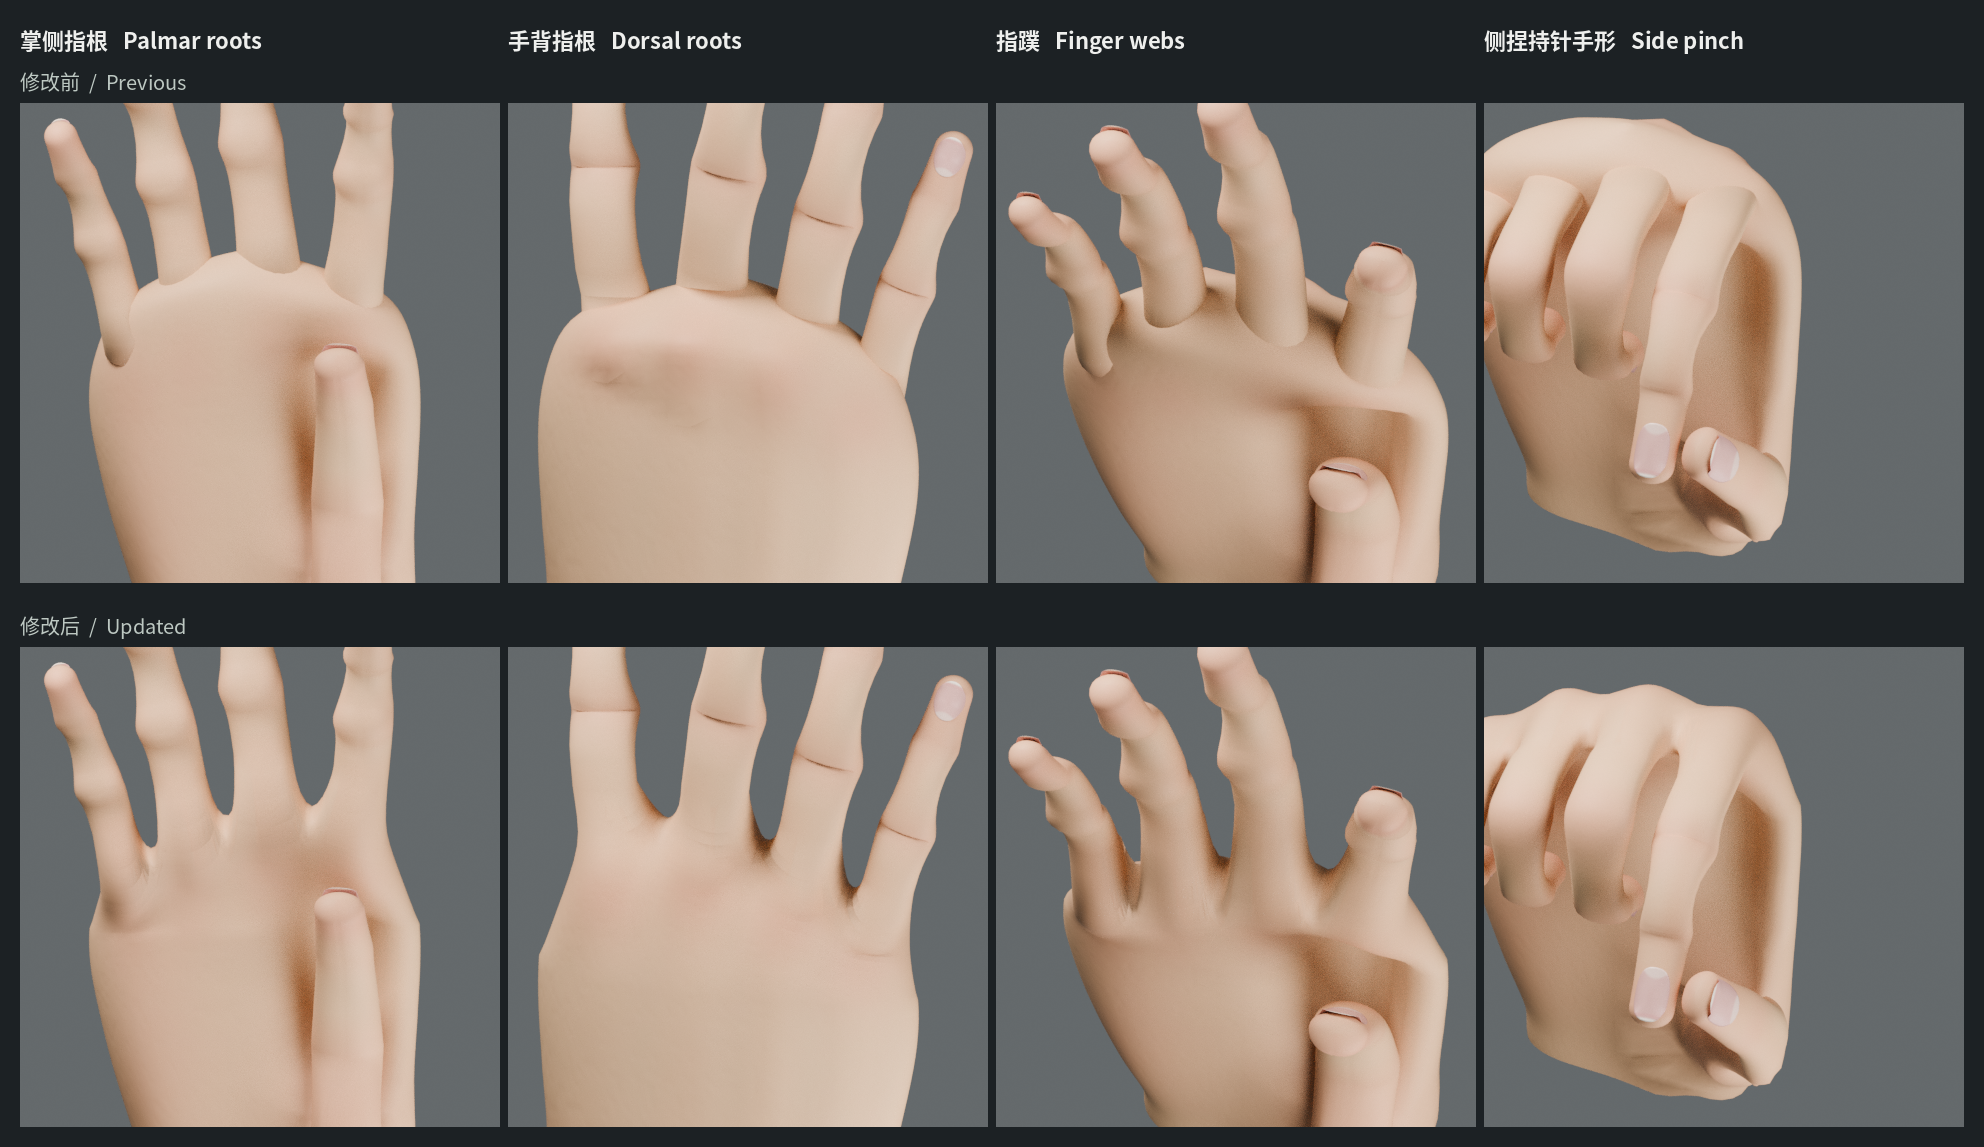 掌侧指根 Palmar roots
手背指根 Dorsal roots
指蹼 Finger webs
侧捏持针手形 Side pinch
修改前 / Previous
修改后 / Updated